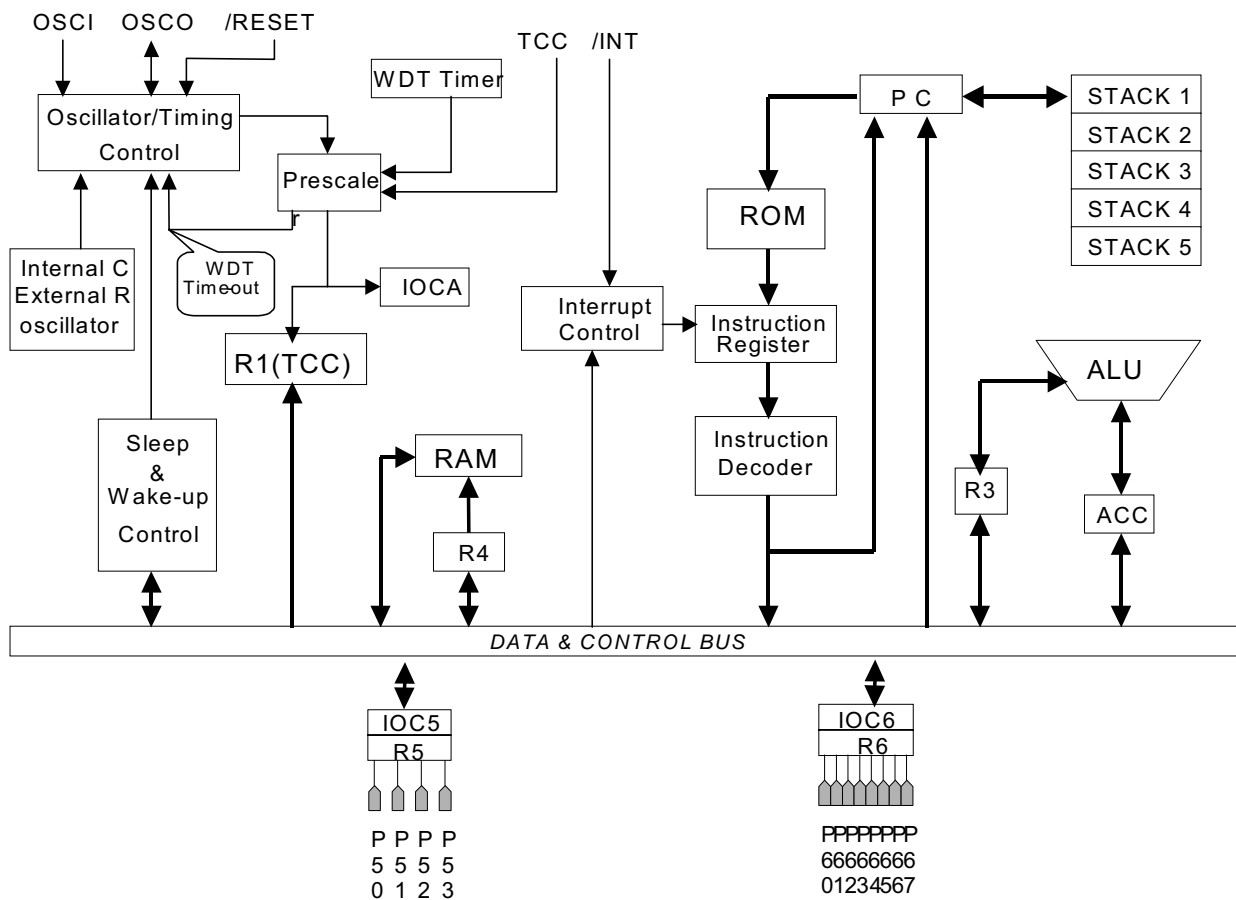 OSCI OSCO /RESET
TCC /INT
WDT Timer
Oscillator/Timing
Control
Prescale
r
P C
STACK 1
STACK 2
STACK 3
STACK 4
STACK 5
ROM
Internal C
External R
oscillator
WDT
Time-out
IOCA
Interrupt
Control
Instruction
Register
R1(TCC)
ALU
Sleep
&
Wake-up
Control
RAM
R4
Instruction
Decoder
R3
ACC
DATA & CONTROL BUS
IOC5
R5
IOC6
R6
P P P P
5 5 5 5
0 1 2 3
PPPPPPPP
66666666
01234567